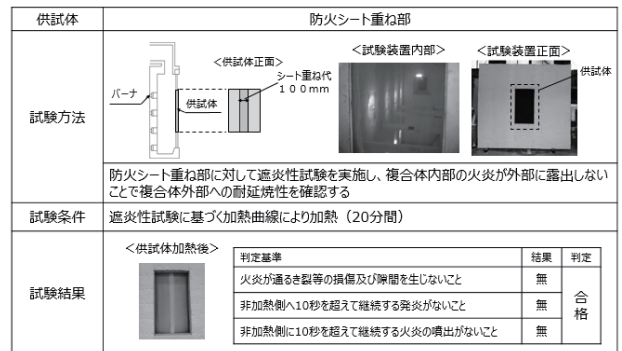 供試体
防火シート重ね部
試験方法
<供試体正面>
シート重ね代
100mm
バーナ
供試体
<試験装置内部>
<試験装置正面>
供試体
防火シート重ね部に対して遮炎性試験を実施し、複合体内部の火炎が外部に露出しない
ことで複合体外部への耐延焼性を確認する
試験条件
遮炎性試験に基づく加熱曲線により加熱（20分間）
試験結果
<供試体加熱後>
判定基準
結果
判定
火炎が通るき裂等の損傷及び隙間を生じないこと
無
非加熱側へ10秒を超えて継続する発炎がないこと
無
非加熱側に10秒を超えて継続する火炎の噴出がないこと
無
合格